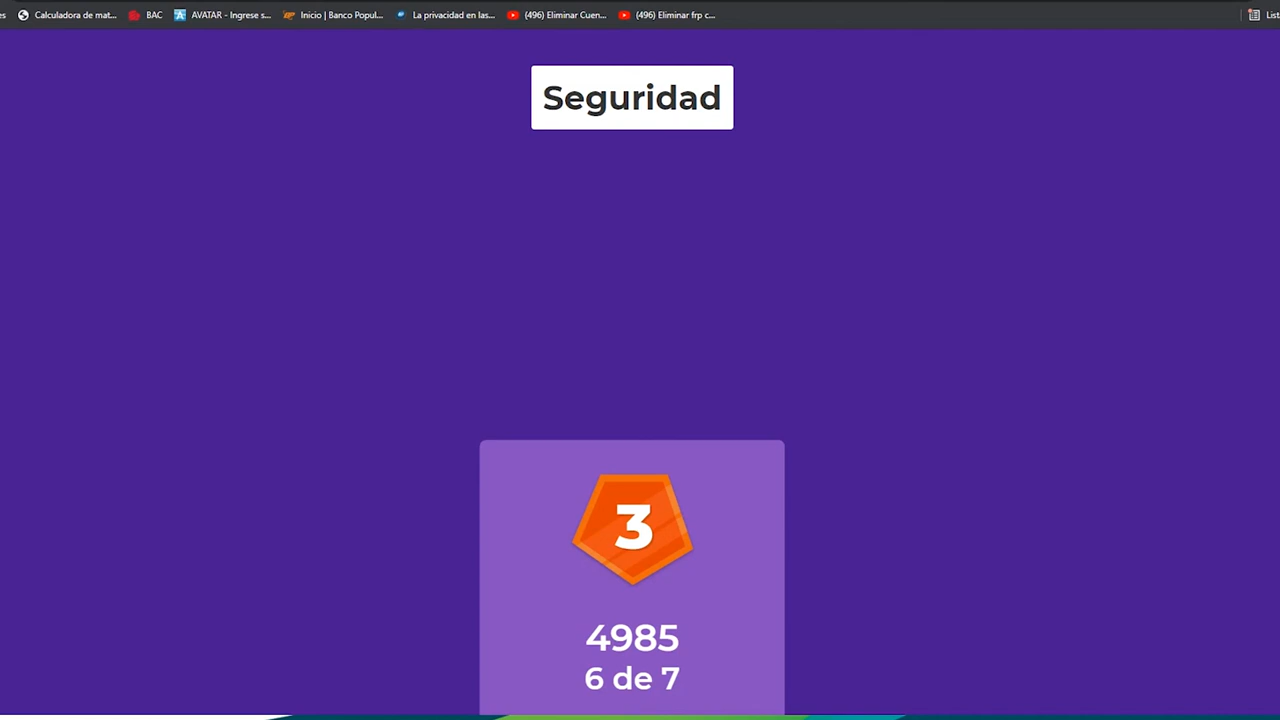 es
Calculadora de mat...
BAC
AVATAR - Ingrese s...
Inicio | Banco Popul...
La privacidad en las...
(496) Eliminar Cuen...
(496) Eliminar frp c...
List
Seguridad
3
4985
6 de 7